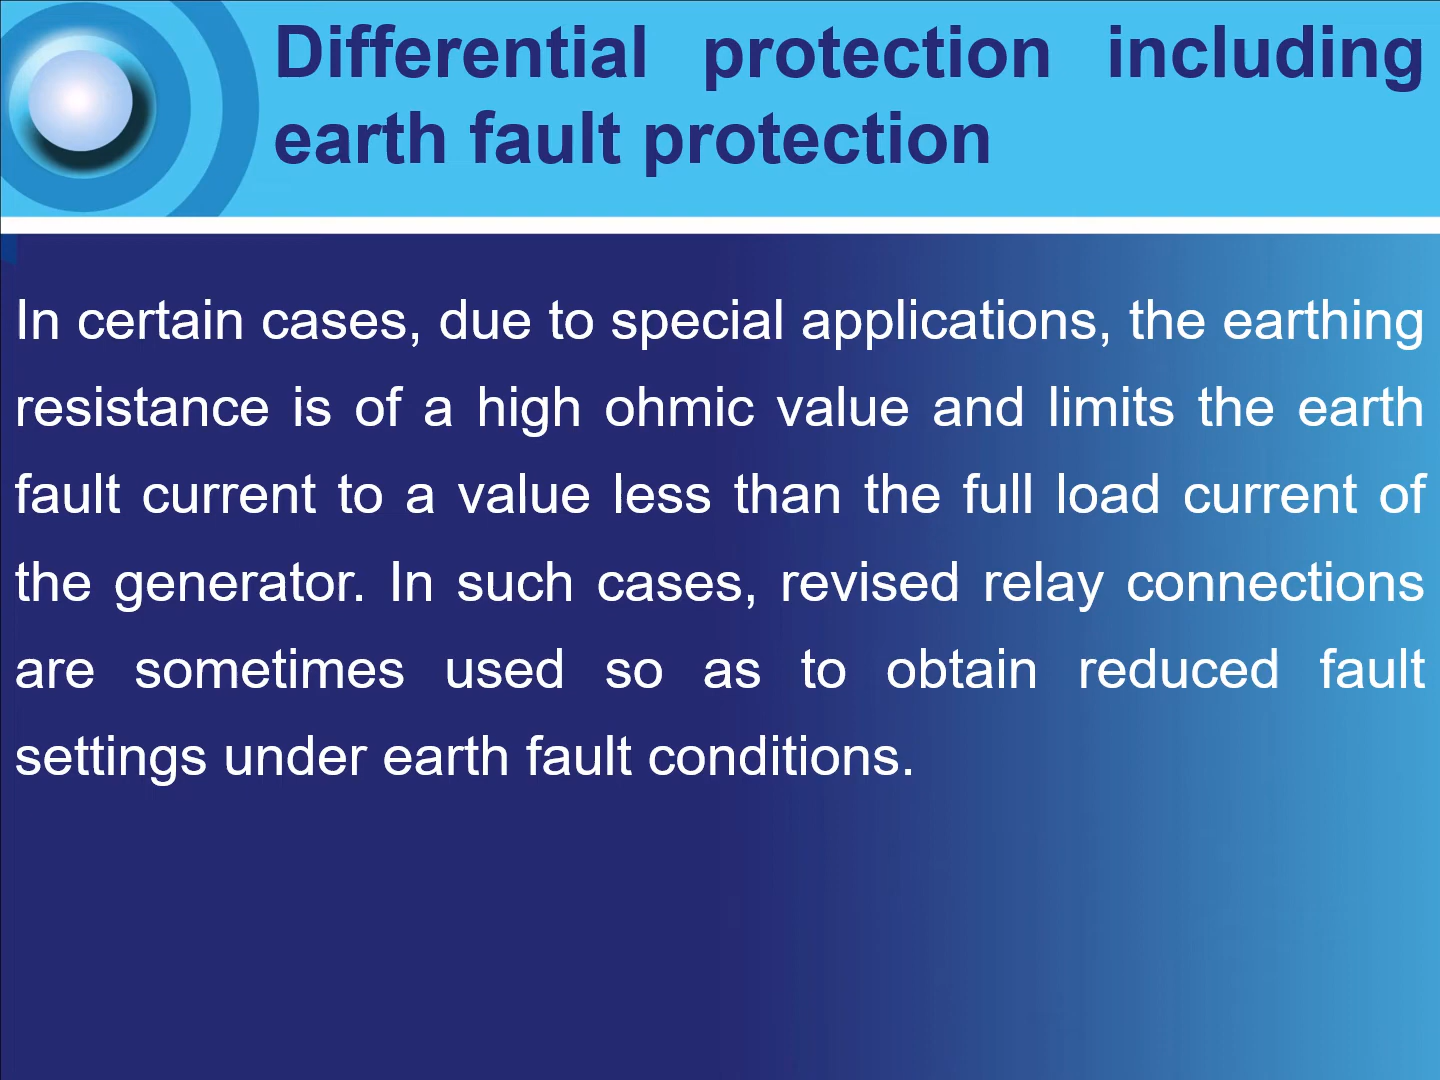 Differential protection including
earth fault protection
In certain cases, due to special applications, the earthing
resistance is of a high ohmic value and limits the earth
fault current to a value less than the full load current of
the generator. In such cases, revised relay connections
are sometimes used so as to obtain reduced fault
settings under earth fault conditions.